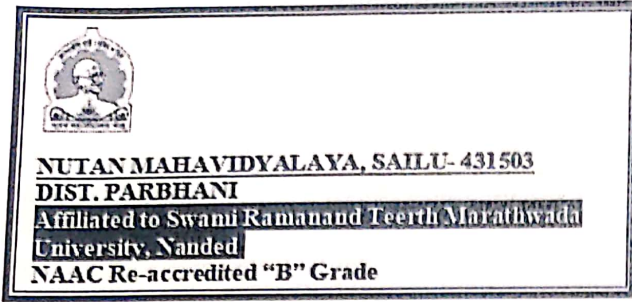 NUTAN MAHAVIDYALAYA, SAILU- 431503
DIST. PARBHANI
Affiliated to Swami Ramanand Teerth Marathwada
University, Nanded
NAAC Re-accredited “B” Grade